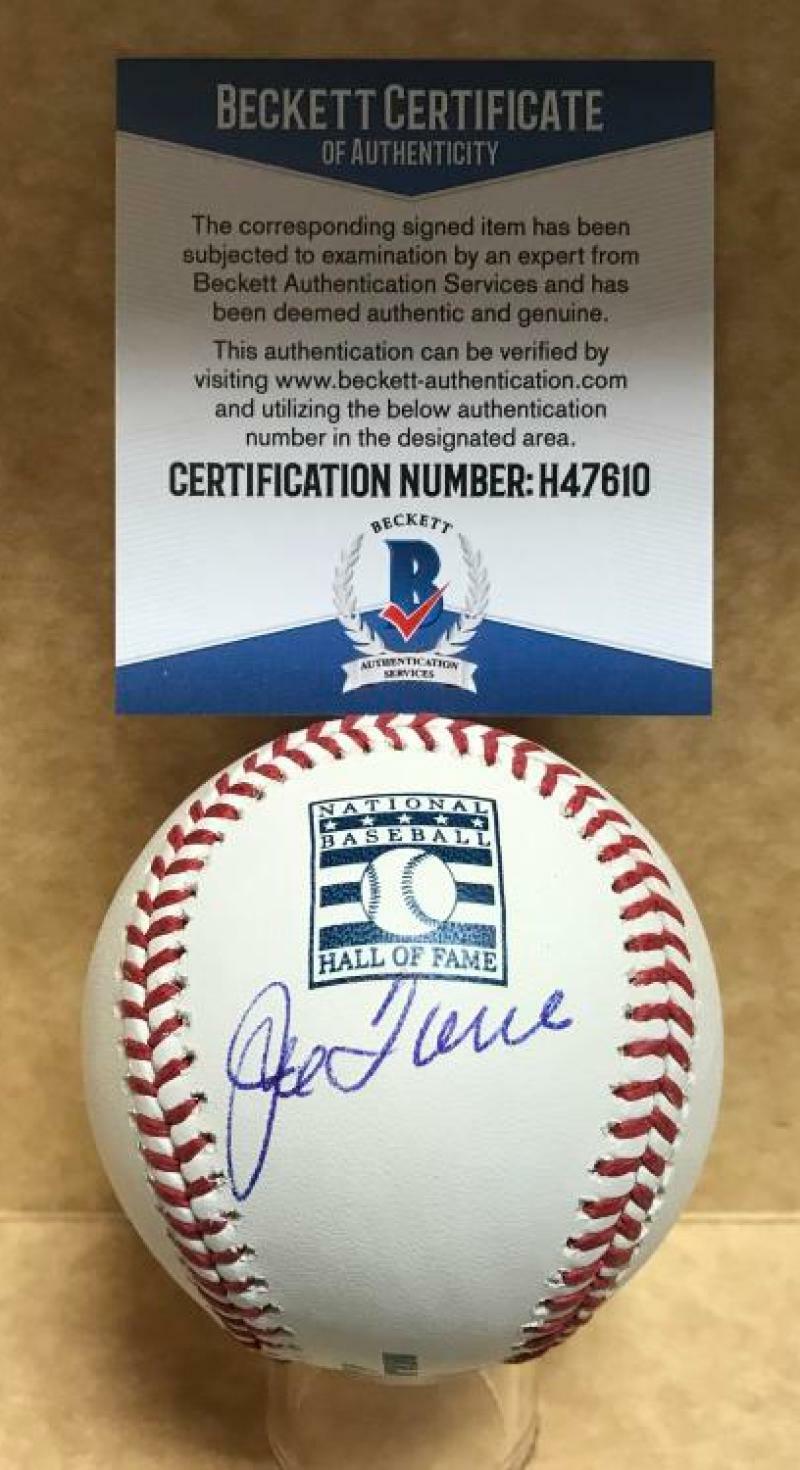 BECKETT CERTIFICATE
OF AUTHENTICITY
The corresponding signed item has been
subjected to examination by an expert from
Beckett Authentication Services and has
been deemed authentic and genuine.
This authentication can be verified by
visiting www.beckett-authentication.com
and utilizing the below authentication
number in the designated area.
CERTIFICATION NUMBER: H47610
BECKETT
B
AUTHENTICATION
SERVICES
NATIONAL
BASEBALL
HALL OF FAME
Joe Torre